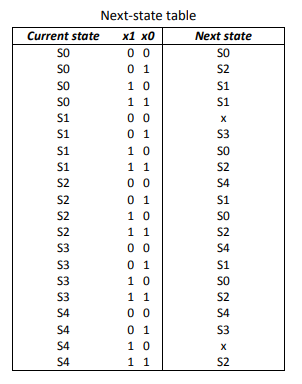 Next-state table
Current state x1 x0 Next state
S0 0 0 S0
S0 0 1 S2
S0 1 0 S1
S0 1 1 S1
S1 0 0 x
S1 0 1 S3
S1 1 0 S0
S1 1 1 S2
S2 0 0 S4
S2 0 1 S1
S2 1 0 S0
S2 1 1 S2
S3 0 0 S4
S3 0 1 S1
S3 1 0 S0
S3 1 1 S2
S4 0 0 S4
S4 0 1 S3
S4 1 0 x
S4 1 1 S2